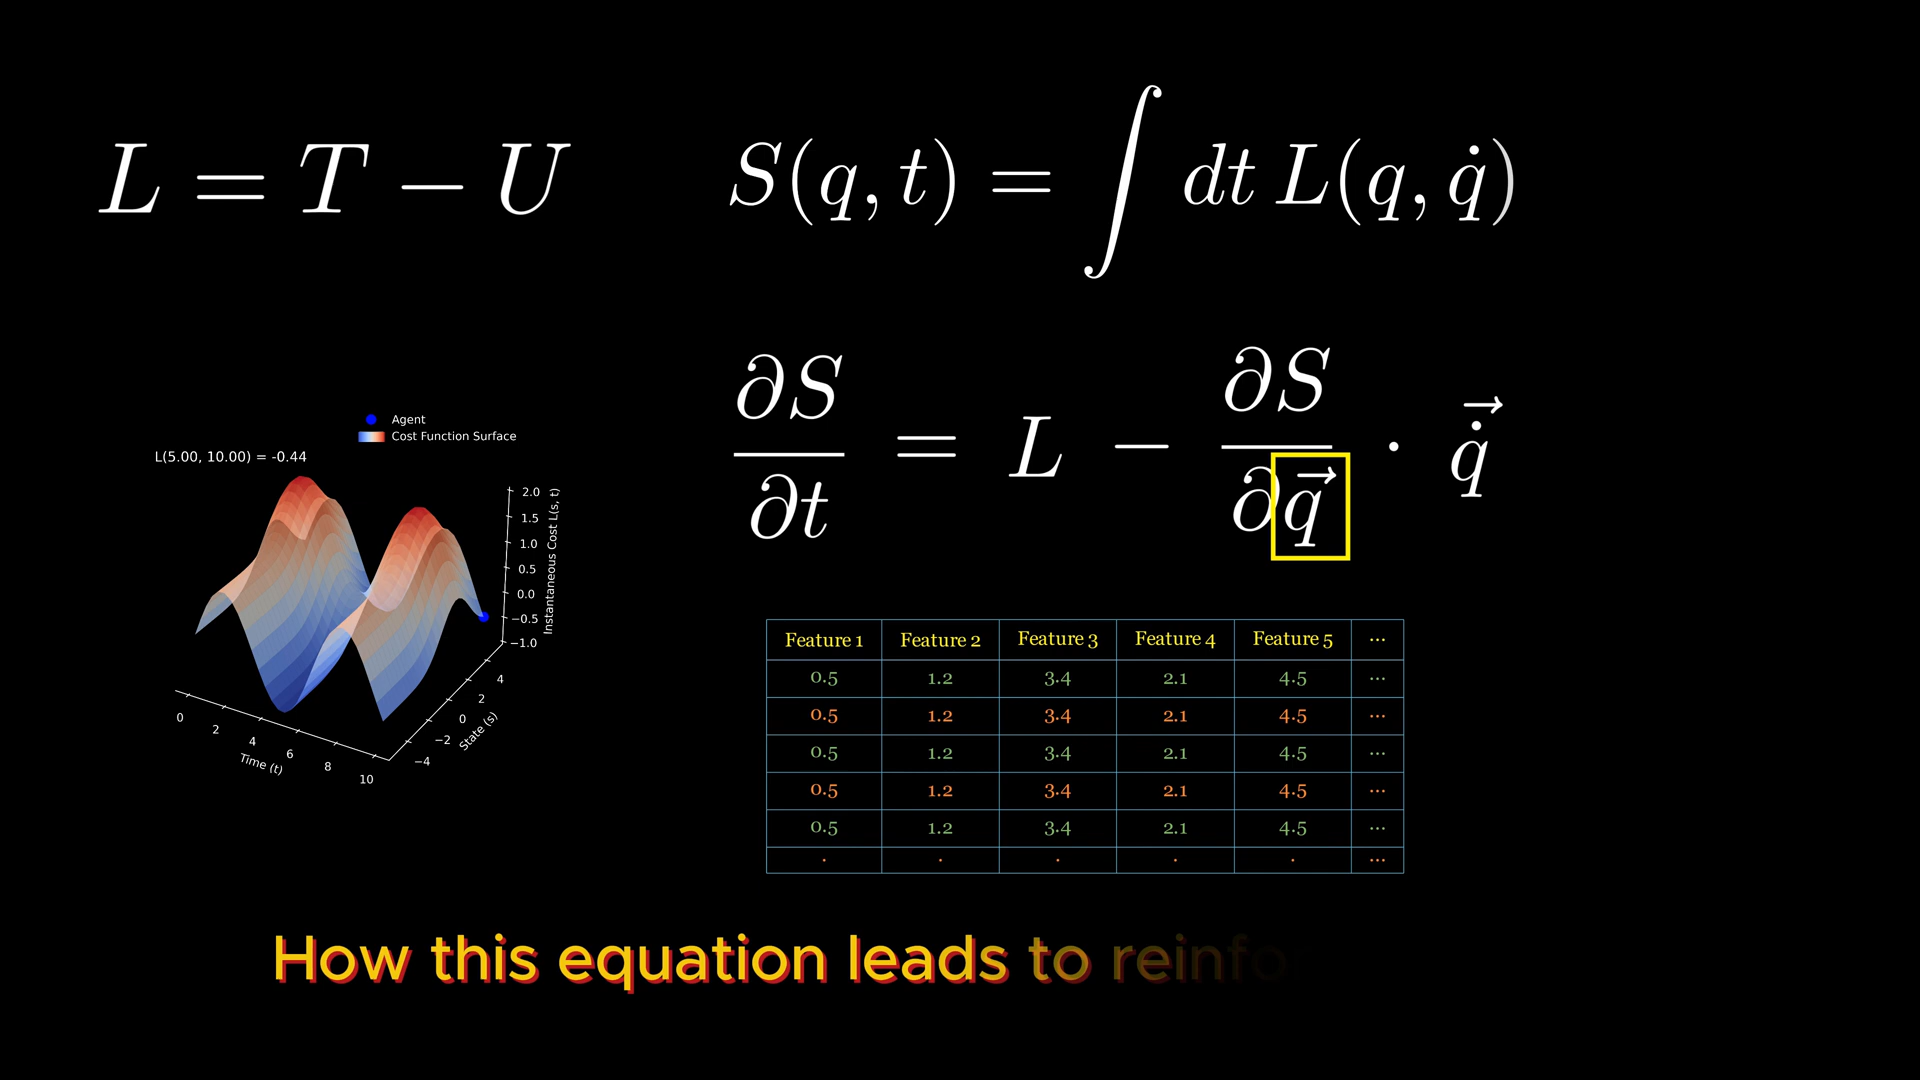 L = T − U
S(q, t) = ∫ dt L(q, q̇)
∂S/∂t = L − ∂S/∂q⃗ · q̇⃗
Agent
Cost Function Surface
L(5.00, 10.00) = -0.44
2.0
1.5
1.0
0.5
0.0
−0.5
−1.0
Instantaneous Cost L(s, t)
4
2
0
−2
−4
State (s)
0
2
4
6
8
10
Time (t)
Feature 1 Feature 2 Feature 3 Feature 4 Feature 5 ...
0.5 1.2 3.4 2.1 4.5 ...
0.5 1.2 3.4 2.1 4.5 ...
0.5 1.2 3.4 2.1 4.5 ...
0.5 1.2 3.4 2.1 4.5 ...
0.5 1.2 3.4 2.1 4.5 ...
. . . . . ...
How this equation leads to reinfo